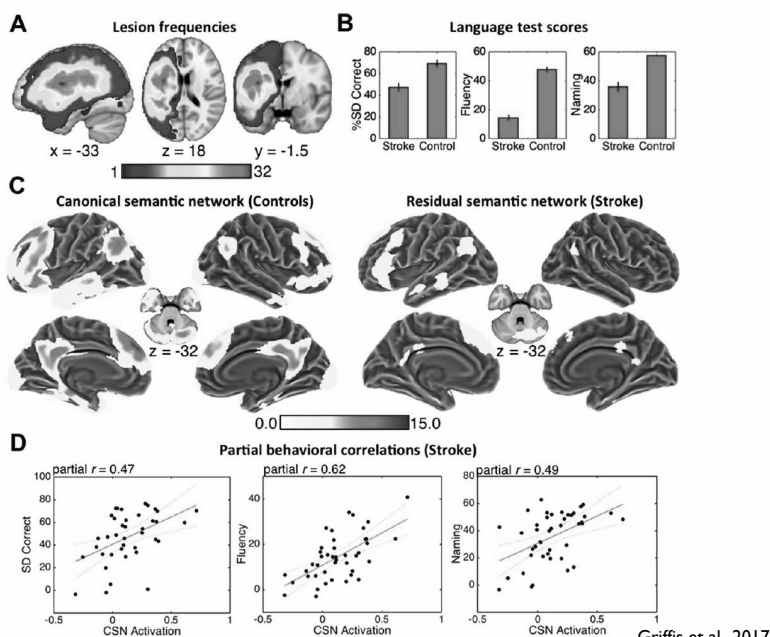 A
Lesion frequencies
x = -33
z = 18
y = -1.5
1
32
B
Language test scores
80
60
40
20
0
%SD Correct
Stroke Control
60
40
20
0
Fluency
Stroke Control
60
40
20
0
Naming
Stroke Control
C
Canonical semantic network (Controls)
Residual semantic network (Stroke)
z = -32
z = -32
0.0
15.0
D
Partial behavioral correlations (Stroke)
partial r = 0.47
100
80
60
40
20
0
SD Correct
-0.5 0 0.5 1
CSN Activation
partial r = 0.62
40
20
0
Fluency
-0.5 0 0.5 1
CSN Activation
partial r = 0.49
80
60
40
20
0
Naming
-0.5 0 0.5 1
CSN Activation
Griffis et al. 2017